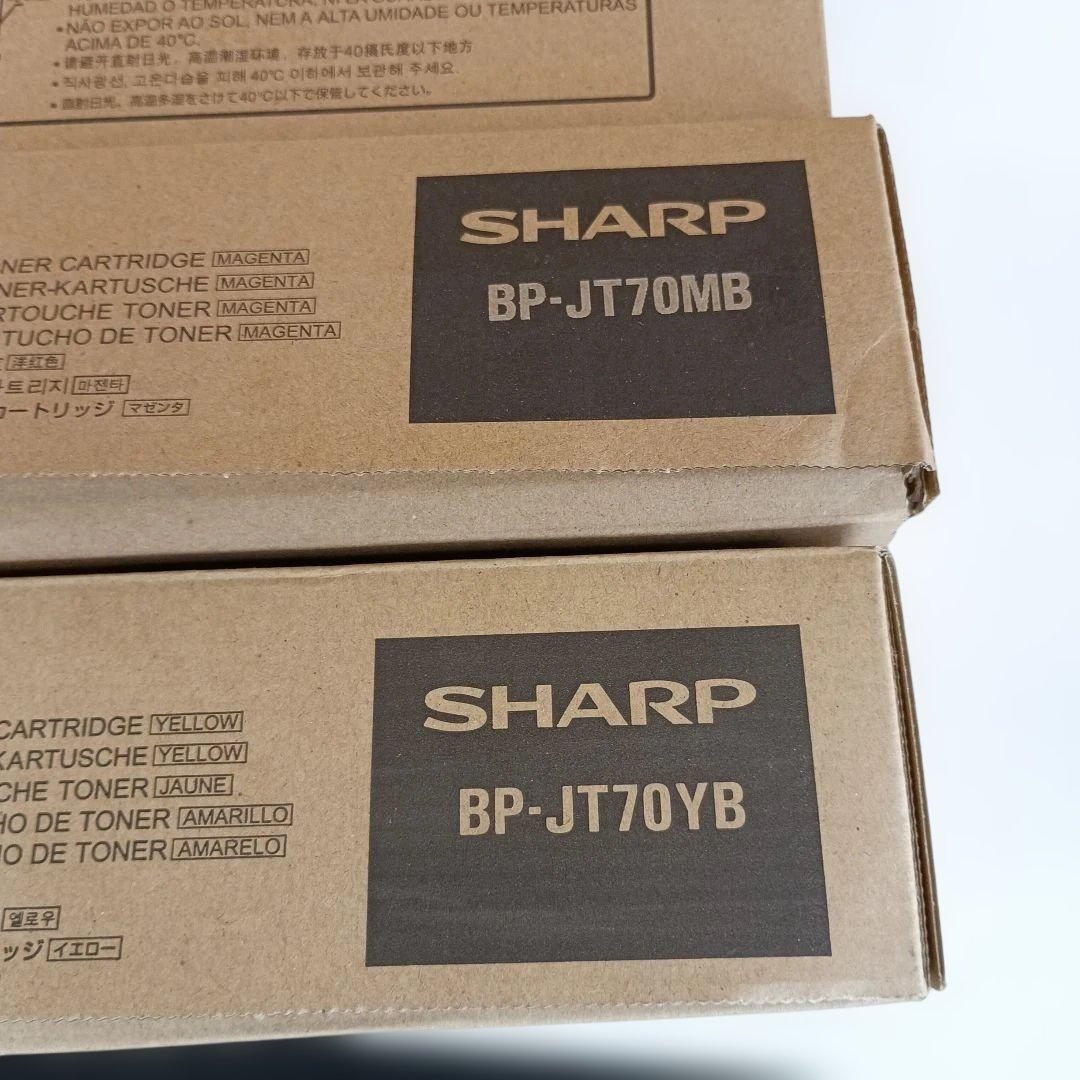 HUMEDAD O TEMPERATURA
• NÃO EXPOR AO SOL, NEM A ALTA UMIDADE OU TEMPERATURAS
ACIMA DE 40°C.
直射日光、高温潮湿环境，存放于40摄氏度以下地方
• 직사광선, 고온다습을 피해 40℃ 이하에서 보관해 주세요.
• 直射日光、高温多湿をさけて40℃以下で保管してください。
SHARP
BP-JT70MB
NER CARTRIDGE MAGENTA
NER-KARTUSCHE MAGENTA
RTOUCHE TONER MAGENTA
TUCHO DE TONER MAGENTA
洋红色
트리지 마젠타
カートリッジ マゼンタ
SHARP
BP-JT70YB
CARTRIDGE YELLOW
KARTUSCHE YELLOW
CHE TONER JAUNE
HO DE TONER AMARILLO
HO DE TONER AMARELO
옐로우
ッジ イエロー